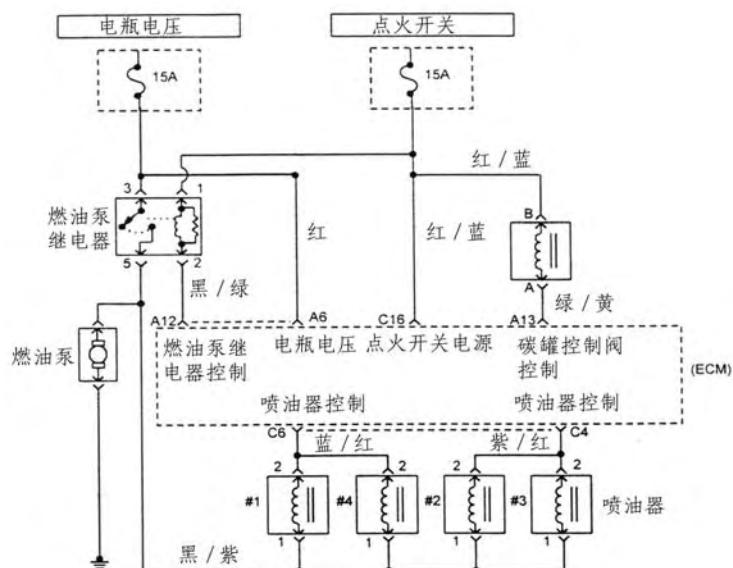 电瓶电压
点火开关
15A
15A
红 / 蓝
3
1
B
燃油泵
继电器
红
红 / 蓝
5
2
A
黑 / 绿
绿 / 黄
A12
A6
C16
A13
燃油泵
燃油泵继
电器控制
电瓶电压
点火开关电源
碳罐控制阀
控制
(ECM)
喷油器控制
喷油器控制
C6
蓝 / 红
紫 / 红
C4
2
2
2
2
#1
#4
#2
#3
喷油器
1
1
1
1
黑 / 紫